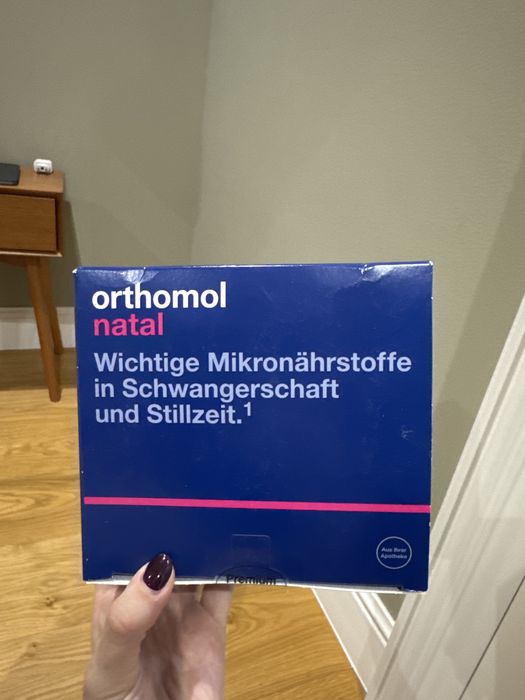 orthomol
natal
Wichtige Mikronährstoffe
in Schwangerschaft
und Stillzeit.¹
Aus Ihrer
Apotheke
Premium